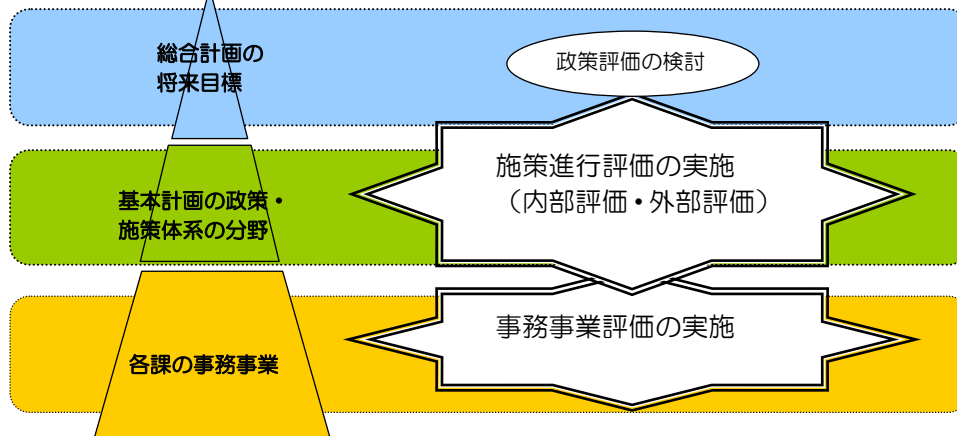 総合計画の
将来目標
政策評価の検討
施策進行評価の実施
（内部評価・外部評価）
基本計画の政策・
施策体系の分野
事務事業評価の実施
各課の事務事業